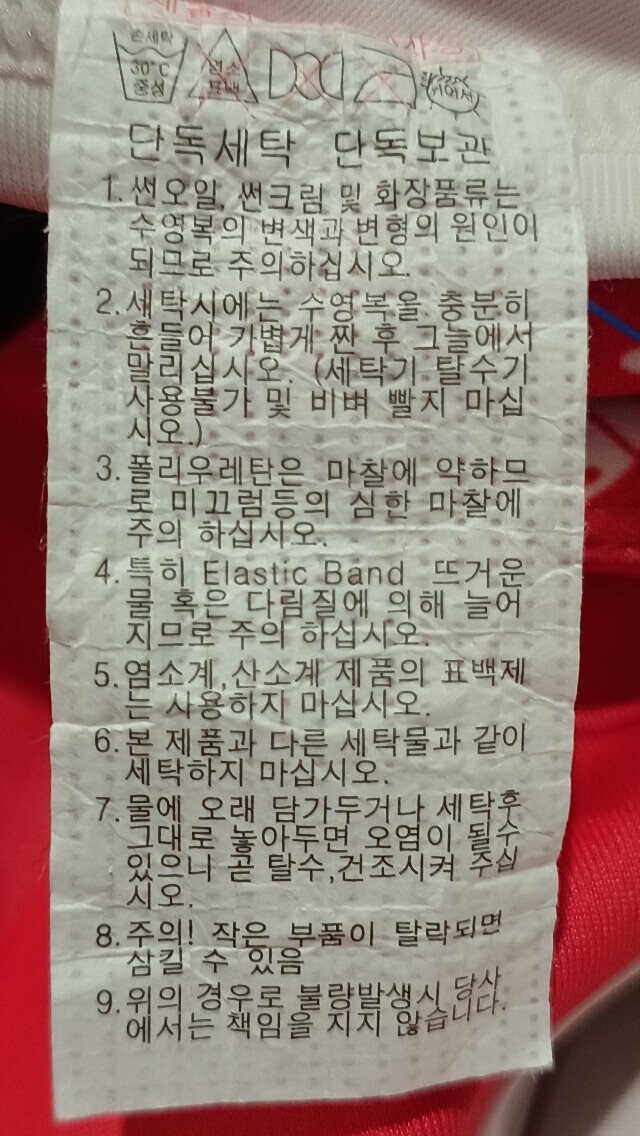 손세탁
30°C
중성
염소
표백
단독세탁 단독보관
1. 썬오일, 썬크림 및 화장품류는
수영복의 변색과 변형의 원인이
되므로 주의하십시오.
2. 세탁시에는 수영복을 충분히
흔들어 가볍게 짠 후 그늘에서
말리십시오. (세탁기 탈수기
사용불가 및 비벼 빨지 마십
시오.)
3. 폴리우레탄은 마찰에 약하므
로 미끄럼등의 심한 마찰에
주의 하십시오.
4. 특히 Elastic Band 뜨거운
물 혹은 다림질에 의해 늘어
지므로 주의 하십시오.
5. 염소계,산소계 제품의 표백제
는 사용하지 마십시오.
6. 본 제품과 다른 세탁물과 같이
세탁하지 마십시오.
7. 물에 오래 담가두거나 세탁후
그대로 놓아두면 오염이 될수
있으니 곧 탈수,건조시켜 주십
시오.
8. 주의! 작은 부품이 탈락되면
삼킬 수 있음
9. 위의 경우로 불량발생시 당사
에서는 책임을 지지 않습니다.